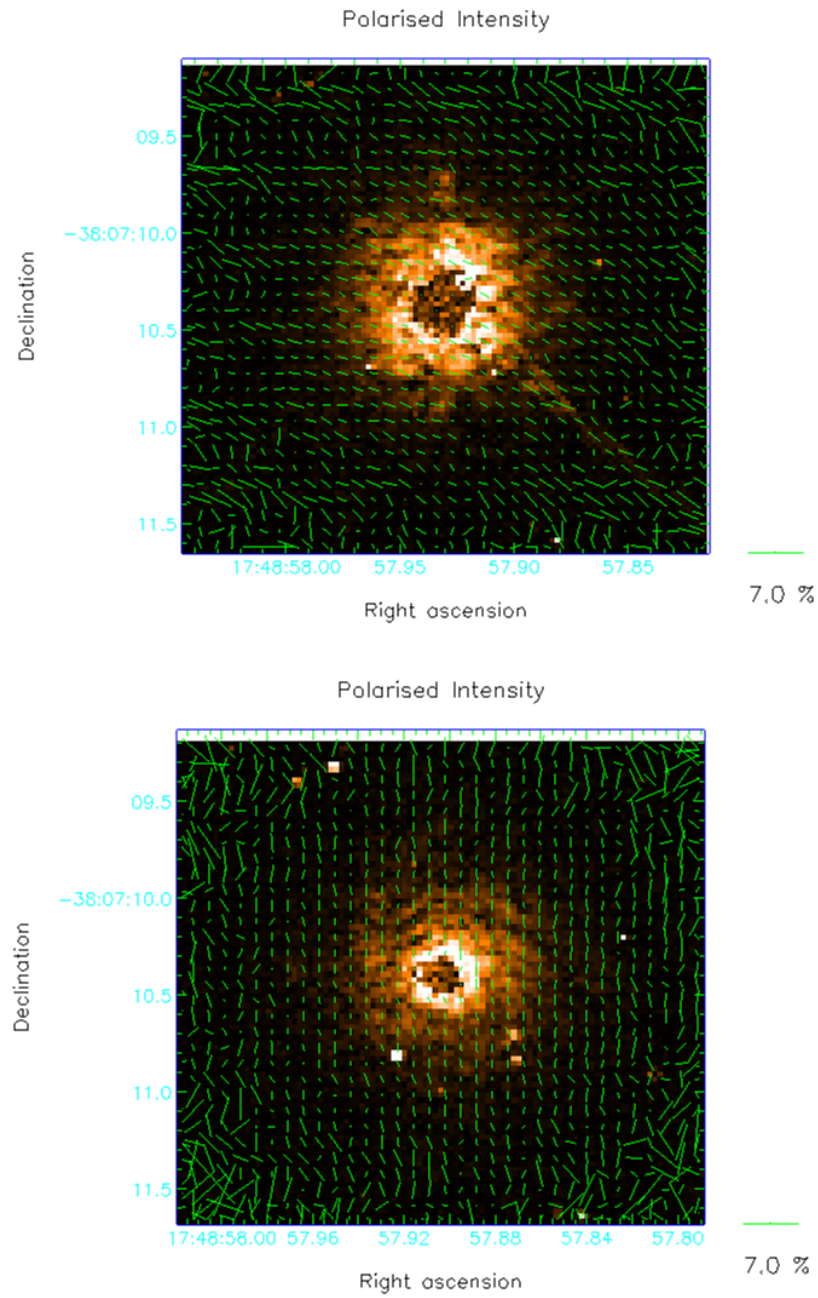 Polarised Intensity
09.5
−38:07:10.0
Declination
10.5
11.0
11.5
17:48:58.00 57.95 57.90 57.85
7.0 %
Right ascension
Polarised Intensity
09.5
−38:07:10.0
Declination
10.5
11.0
11.5
17:48:58.00 57.96 57.92 57.88 57.84 57.80
7.0 %
Right ascension